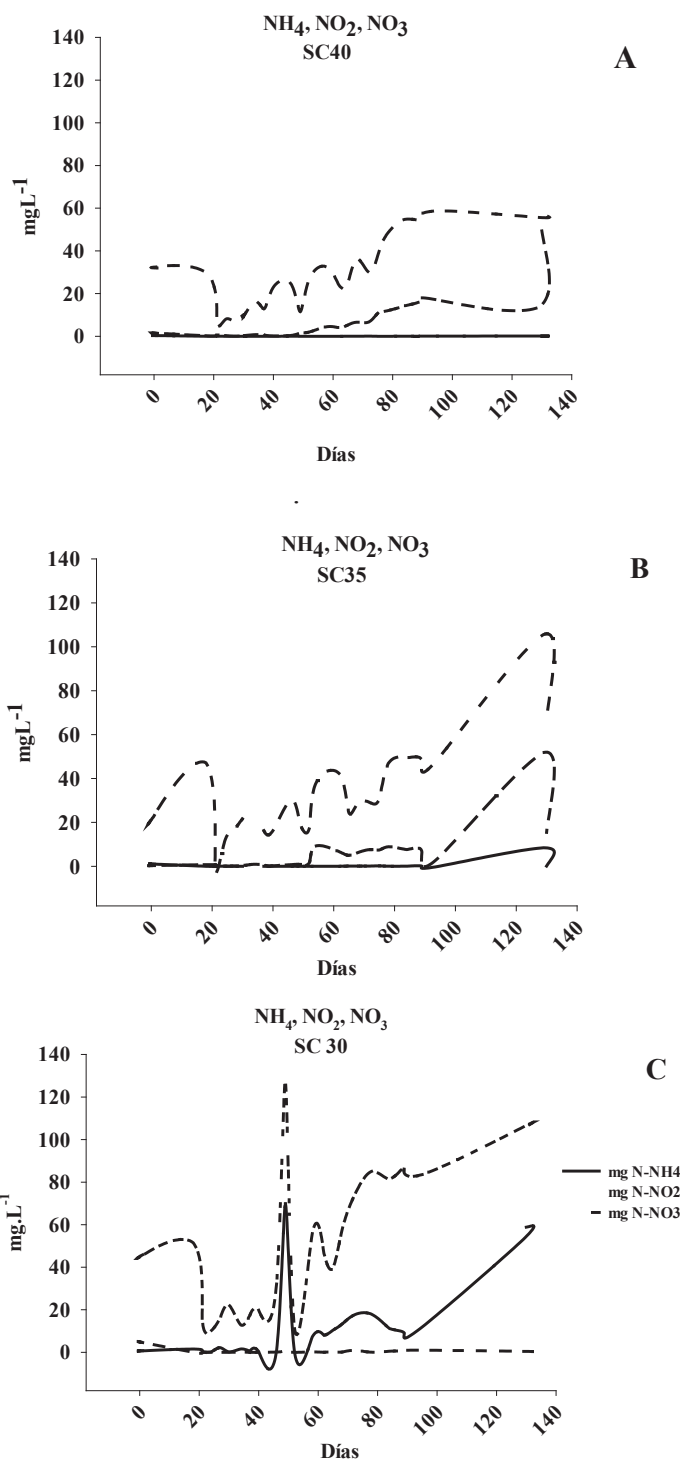 NH4, NO2, NO3
SC40
A
140
120
100
80
60
40
20
0
mgL-1
0 20 40 60 80 100 120 140
Días
NH4, NO2, NO3
SC35
B
140
120
100
80
60
40
20
0
mgL-1
0 20 40 60 80 100 120 140
Días
NH4, NO2, NO3
SC 30
C
140
120
100
80
60
40
20
0
mg.L-1
0 20 40 60 80 100 120 140
Días
mg N-NH4
mg N-NO2
mg N-NO3